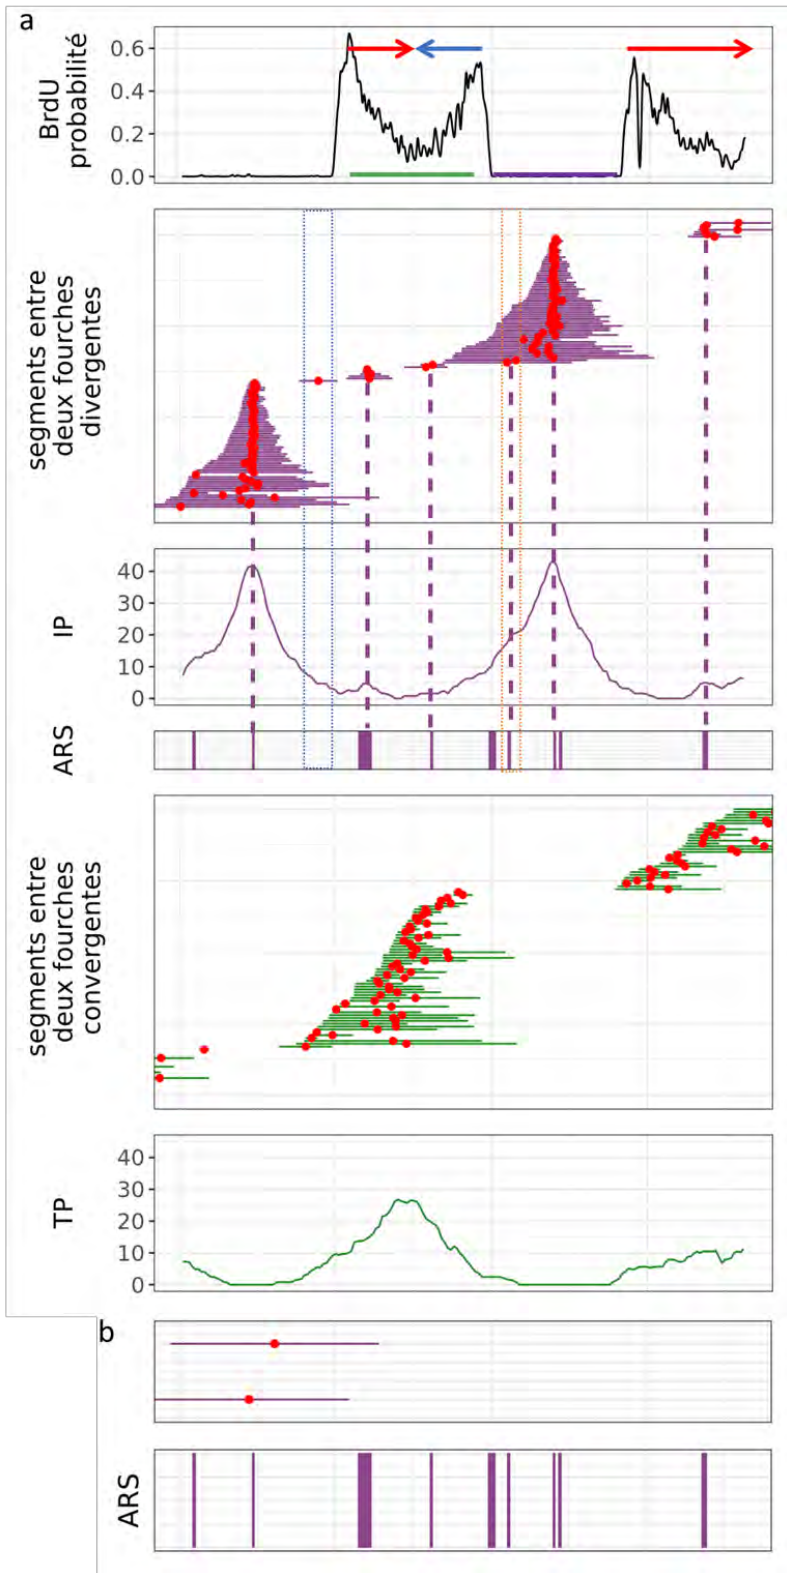 a
BrdU
probabilité
0.6
0.4
0.2
0.0
segments entre
deux fourches
divergentes
IP
40
30
20
10
0
ARS
segments entre
deux fourches
convergentes
TP
40
30
20
10
0
b
ARS